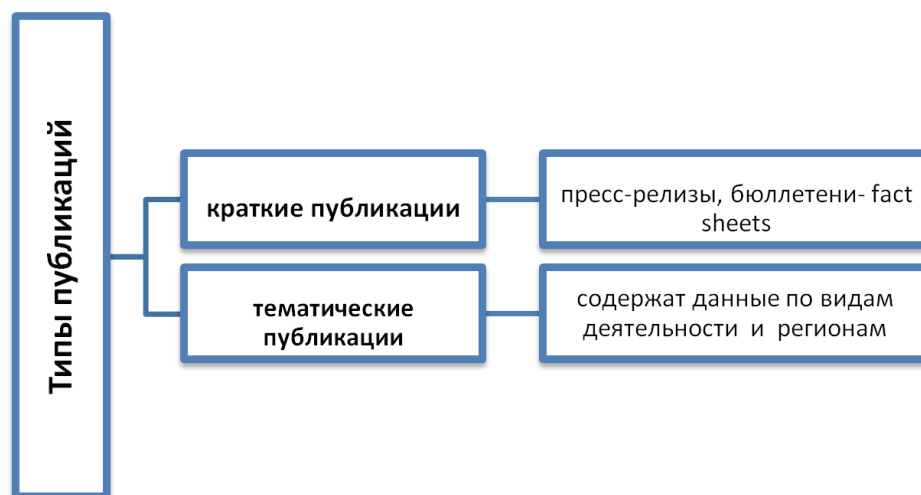 Типы публикаций
краткие публикации
пресс-релизы, бюллетени- fact
sheets
тематические
публикации
содержат данные по видам
деятельности и регионам